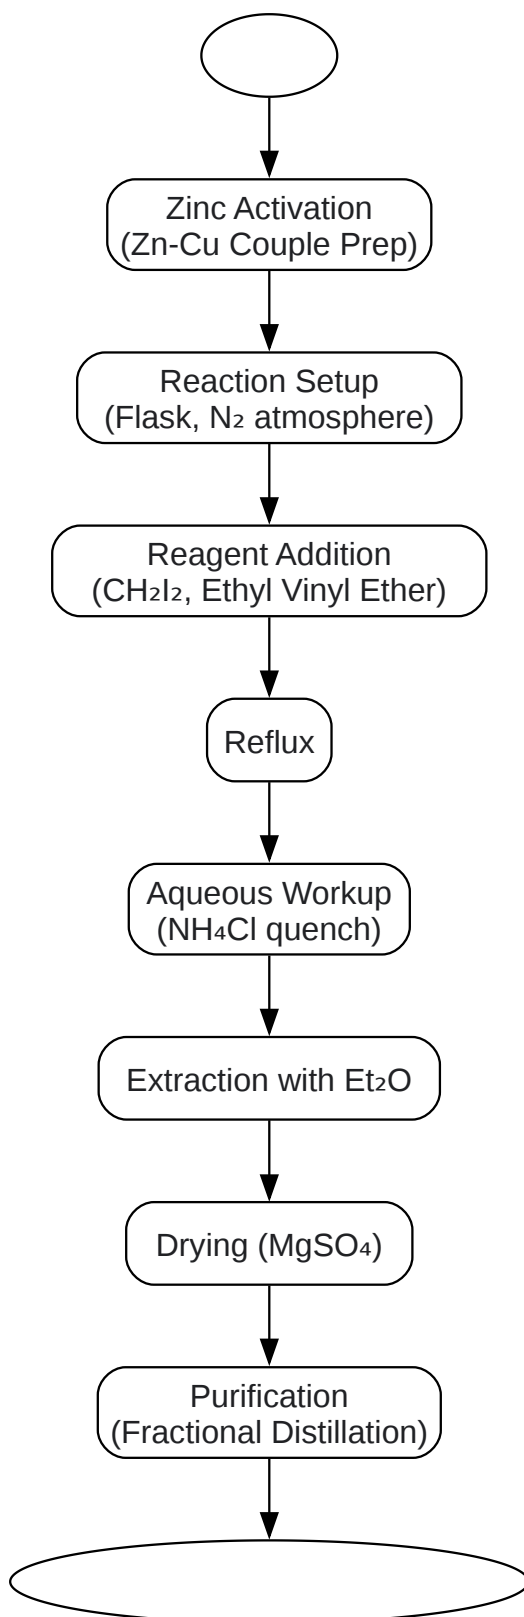 Zinc Activation
(Zn-Cu Couple Prep)
Reaction Setup
(Flask, N₂ atmosphere)
Reagent Addition
(CH₂I₂, Ethyl Vinyl Ether)
Reflux
Aqueous Workup
(NH₄Cl quench)
Extraction with Et₂O
Drying (MgSO₄)
Purification
(Fractional Distillation)